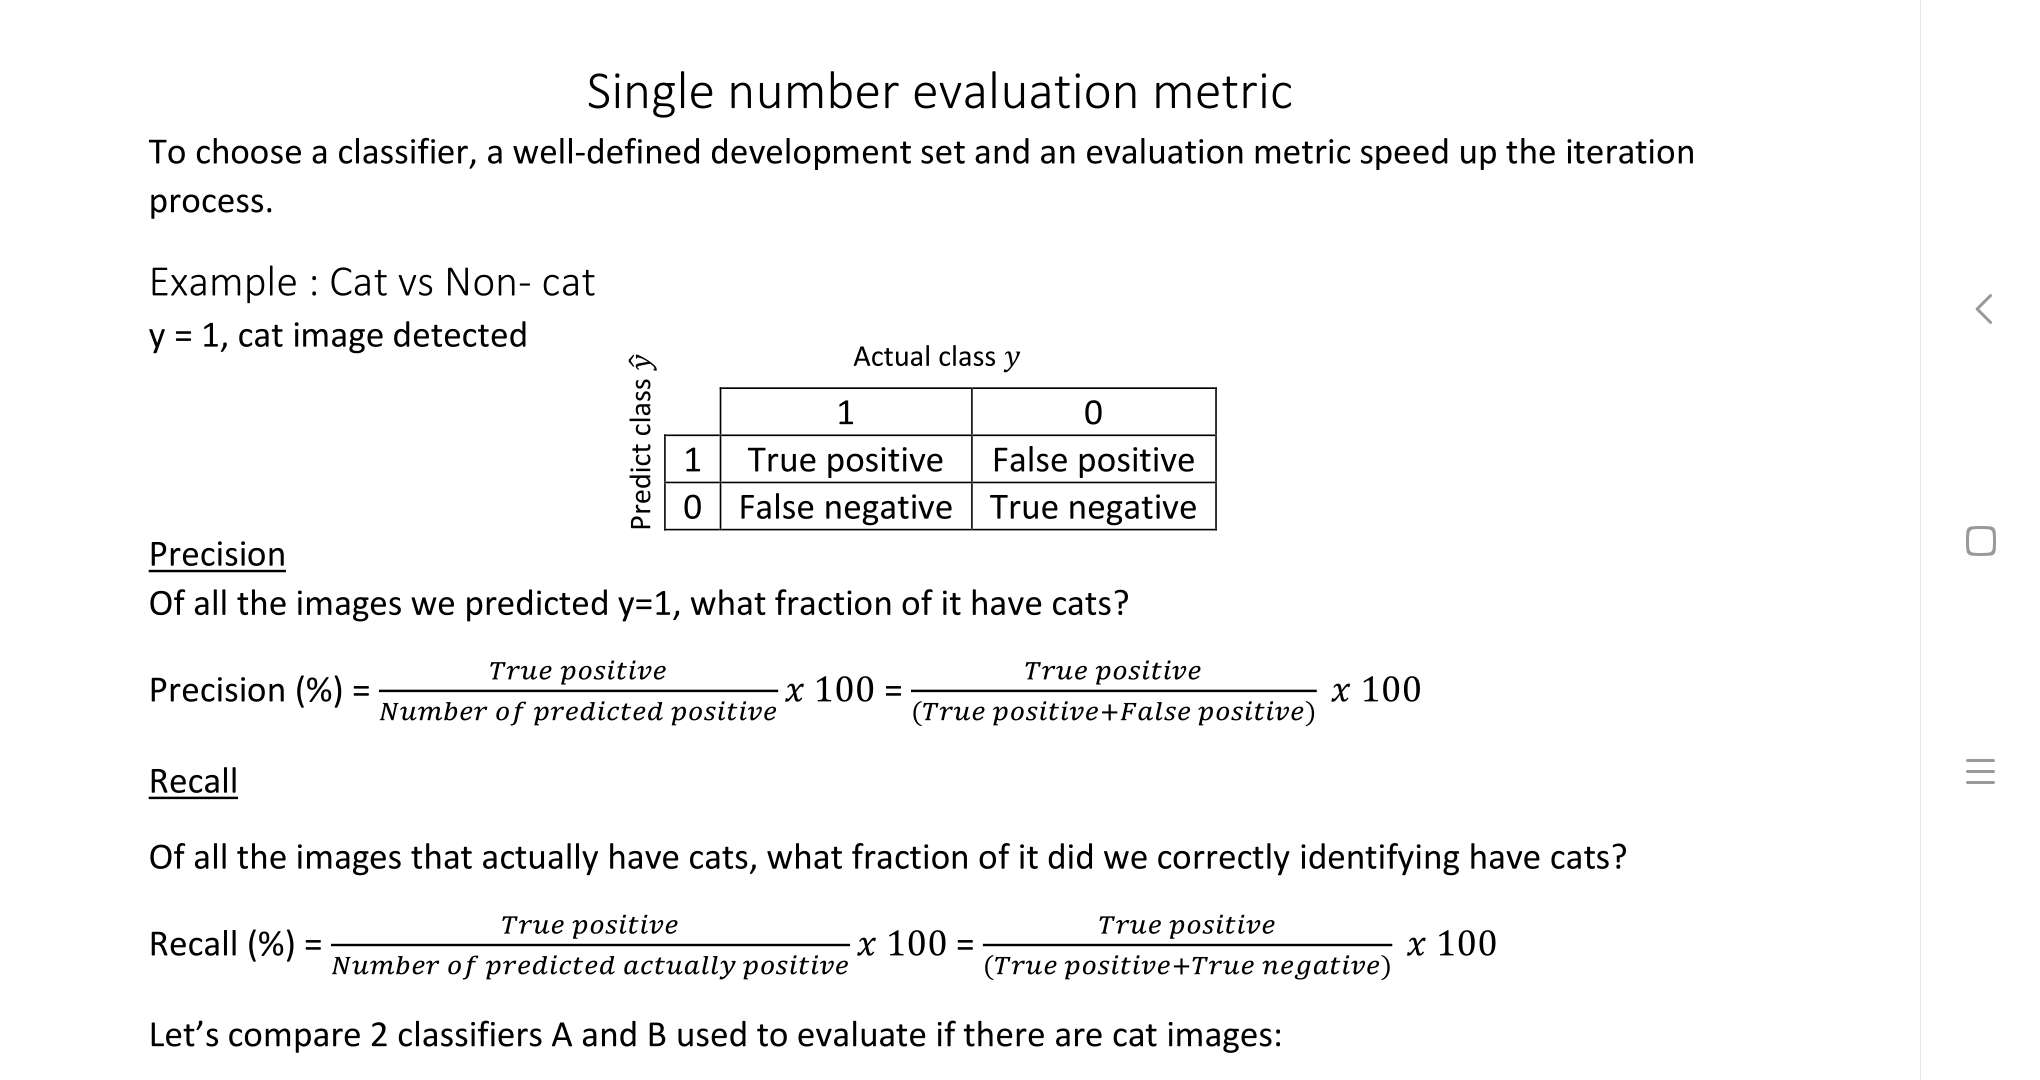 Single number evaluation metric
To choose a classifier, a well-defined development set and an evaluation metric speed up the iteration
process.
Example : Cat vs Non- cat
y = 1, cat image detected
Actual class y
Predict class ŷ
1 0
1 True positive False positive
0 False negative True negative
Precision
Of all the images we predicted y=1, what fraction of it have cats?
Precision (%) = True positive / Number of predicted positive x 100 = True positive / (True positive+False positive) x 100
Recall
Of all the images that actually have cats, what fraction of it did we correctly identifying have cats?
Recall (%) = True positive / Number of predicted actually positive x 100 = True positive / (True positive+True negative) x 100
Let’s compare 2 classifiers A and B used to evaluate if there are cat images: